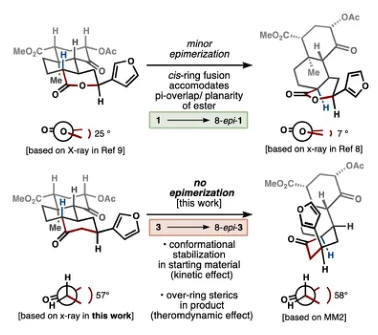 H H OAc
MeO₂C
H
O
Me O H
O
O
minor
epimerization
cis-ring fusion
accomodates
pi-overlap/ planarity
of ester
1 → 8-epi-1
OAc
MeO₂C
O
H
Me
O
O H
H
O O ) 25 °
[based on X-ray in Ref 9]
O O ) 7 °
[based on x-ray in Ref 8]
H H
MeO₂C OAc
H
O
Me
O H
O
no
epimerization
[this work]
3 → 8-epi-3
• conformational
stabilization
in starting material
(kinetic effect)
• over-ring sterics
in product
(theromdynamic effect)
OAc
MeO₂C
O
O
H
O
H
H
H
O ) 57°
H
[based on x-ray in this work]
H
O ) 58°
H
[based on MM2]